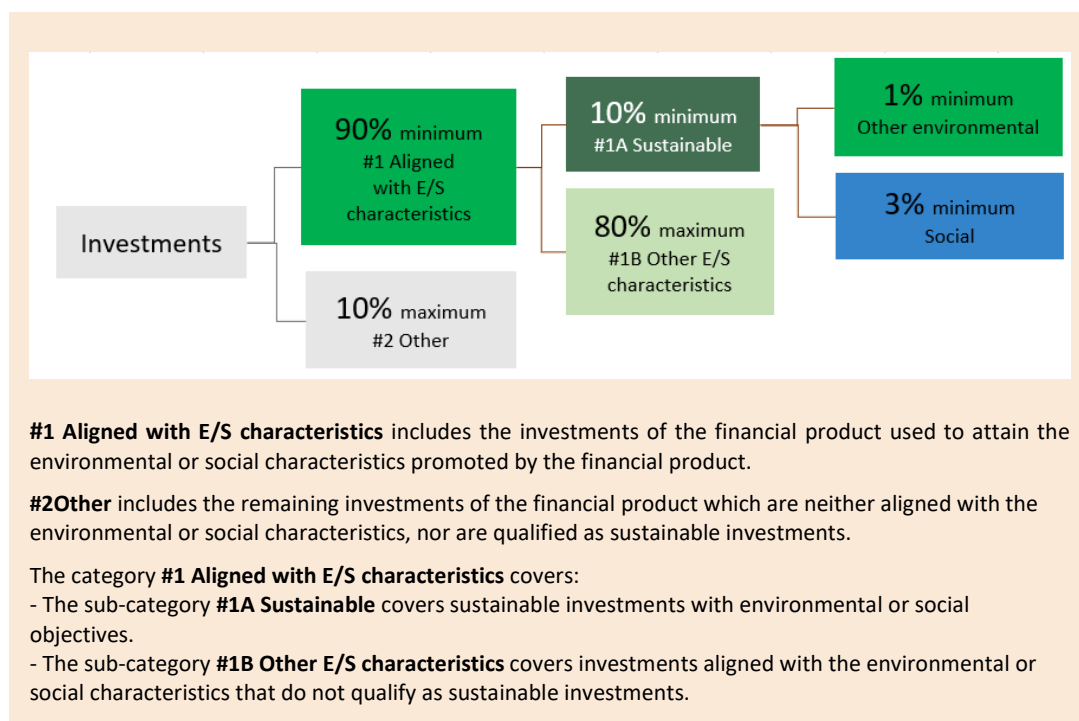 Investments
90% minimum
#1 Aligned
with E/S
characteristics
10% maximum
#2 Other
10% minimum
#1A Sustainable
80% maximum
#1B Other E/S
characteristics
1% minimum
Other environmental
3% minimum
Social
#1 Aligned with E/S characteristics includes the investments of the financial product used to attain the
environmental or social characteristics promoted by the financial product.
#2Other includes the remaining investments of the financial product which are neither aligned with the
environmental or social characteristics, nor are qualified as sustainable investments.
The category #1 Aligned with E/S characteristics covers:
- The sub-category #1A Sustainable covers sustainable investments with environmental or social
objectives.
- The sub-category #1B Other E/S characteristics covers investments aligned with the environmental or
social characteristics that do not qualify as sustainable investments.